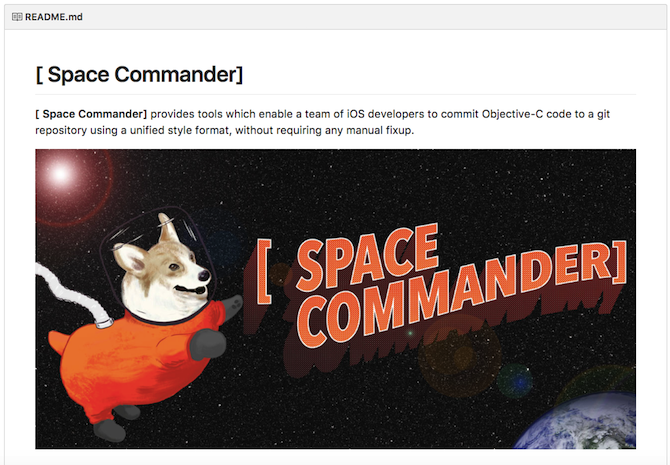 README.md
[ Space Commander]
[ Space Commander] provides tools which enable a team of iOS developers to commit Objective-C code to a git
repository using a unified style format, without requiring any manual fixup.
[ SPACE
COMMANDER]